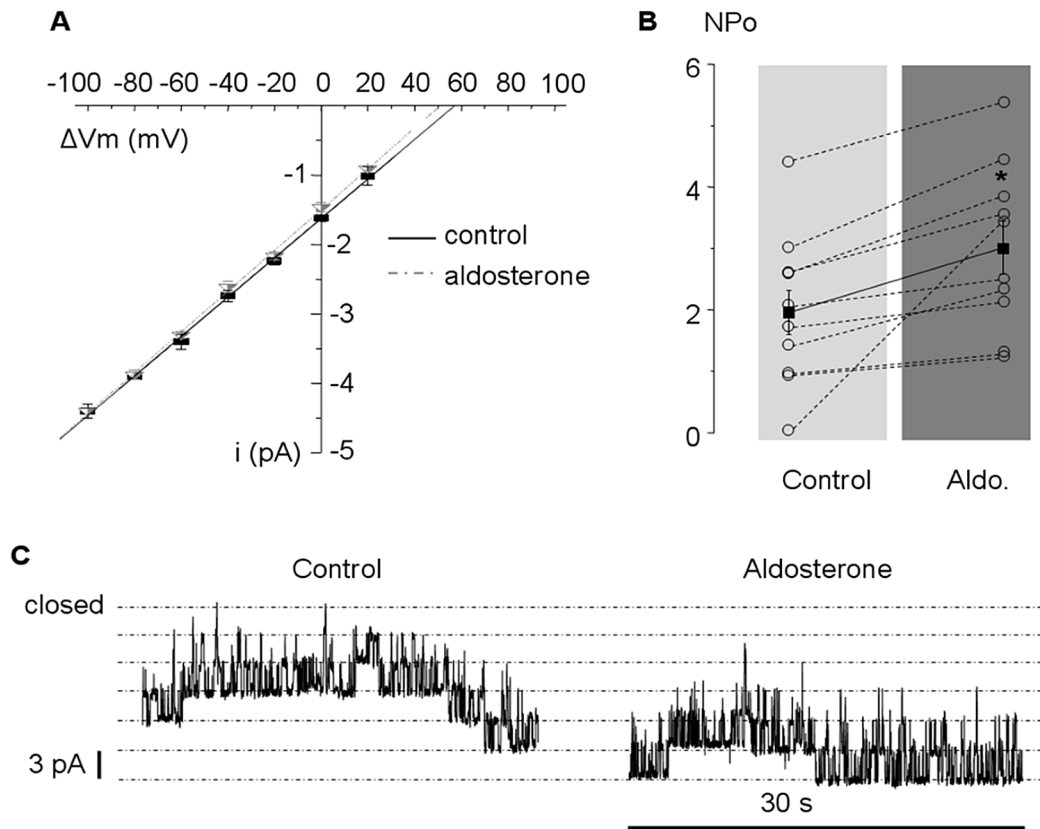 A
-100 -80 -60 -40 -20 0 20 40 60 80 100
ΔVm (mV)
-1
-2
-3
-4
-5
i (pA)
control
aldosterone
B
NPo
6
4
2
0
*
Control Aldo.
C
Control Aldosterone
closed
3 pA
30 s